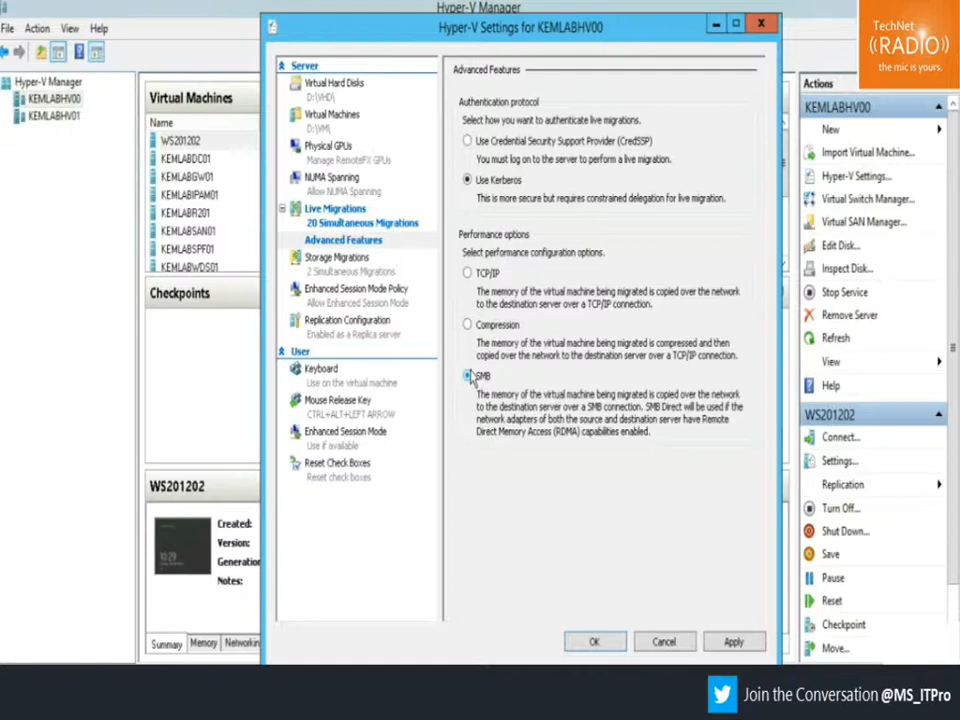 Hyper-V Manager
File Action View Help
Hyper-V Manager
KEMLABHV00
KEMLABHV01
Virtual Machines
Name
WS201202
KEMLABDC01
KEMLABGW01
KEMLABIPAM01
KEMLABR201
KEMLABSAN01
KEMLABSPF01
KEMLABWDS01
Checkpoints
WS201202
10:29
Created:
Version:
Generation
Notes:
Summary Memory Networkin
Hyper-V Settings for KEMLABHV00
Server
Virtual Hard Disks
D:\VHD\
Virtual Machines
D:\VM\
Physical GPUs
Manage RemoteFX GPUs
NUMA Spanning
Allow NUMA Spanning
Live Migrations
20 Simultaneous Migrations
Advanced Features
Storage Migrations
2 Simultaneous Migrations
Enhanced Session Mode Policy
Allow Enhanced Session Mode
Replication Configuration
Enabled as a Replica server
User
Keyboard
Use on the virtual machine
Mouse Release Key
CTRL+ALT+LEFT ARROW
Enhanced Session Mode
Use if available
Reset Check Boxes
Reset check boxes
Advanced Features
Authentication protocol
Select how you want to authenticate live migrations.
Use Credential Security Support Provider (CredSSP)
You must log on to the server to perform a live migration.
Use Kerberos
This is more secure but requires constrained delegation for live migration.
Performance options
Select performance configuration options.
TCP/IP
The memory of the virtual machine being migrated is copied over the network
to the destination server over a TCP/IP connection.
Compression
The memory of the virtual machine being migrated is compressed and then
copied over the network to the destination server over a TCP/IP connection.
SMB
The memory of the virtual machine being migrated is copied over the network
to the destination server over a SMB connection. SMB Direct will be used if the
network adapters of both the source and destination server have Remote
Direct Memory Access (RDMA) capabilities enabled.
OK Cancel Apply
TechNet
RADIO
the mic is yours.
Actions
KEMLABHV00
New
Import Virtual Machine...
Hyper-V Settings...
Virtual Switch Manager...
Virtual SAN Manager...
Edit Disk...
Inspect Disk...
Stop Service
Remove Server
Refresh
View
Help
WS201202
Connect...
Settings...
Replication
Turn Off...
Shut Down...
Save
Pause
Reset
Checkpoint
Move...
Join the Conversation @MS_ITPro